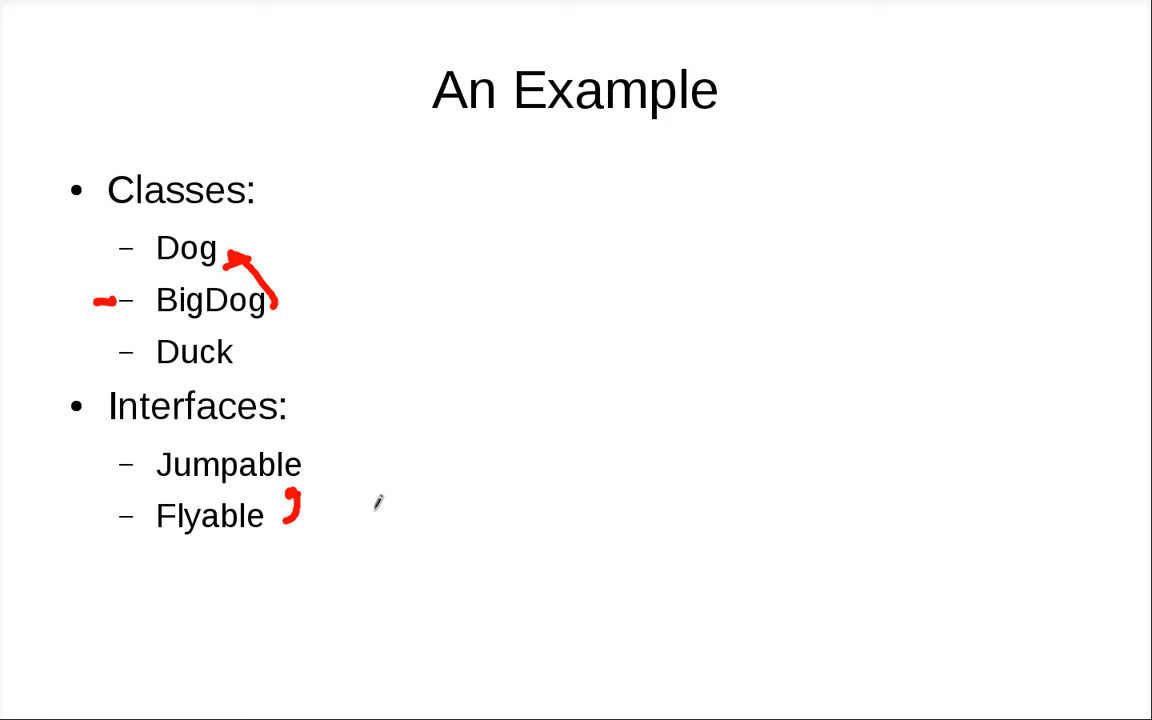 An Example
• Classes:
– Dog
– BigDog
– Duck
• Interfaces:
– Jumpable
– Flyable